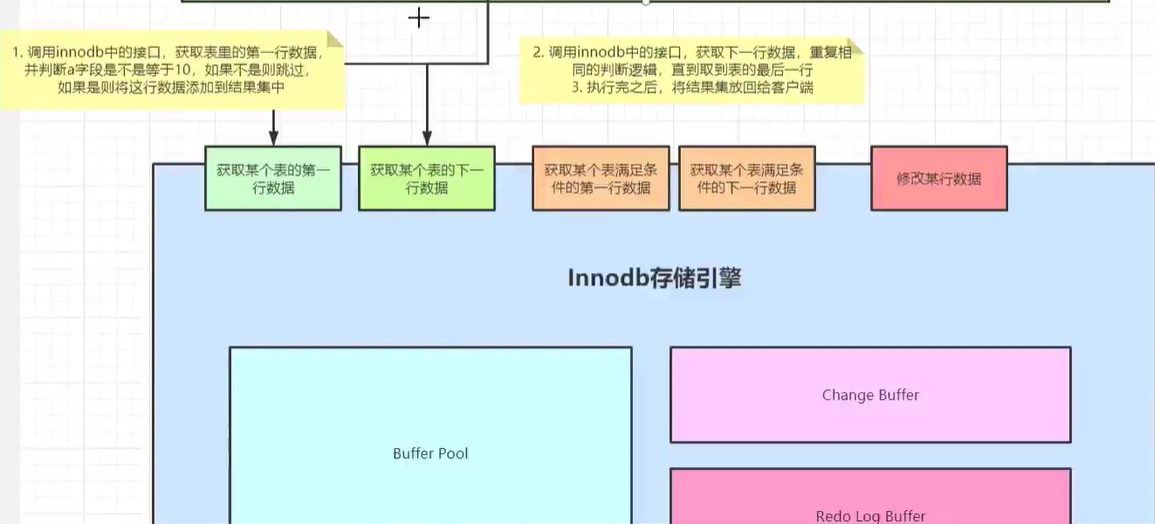 1. 调用innodb中的接口，获取表里的第一行数据，
并判断a字段是不是等于10，如果不是则跳过，
如果是则将这行数据添加到结果集中
2. 调用innodb中的接口，获取下一行数据，重复相
同的判断逻辑，直到取到表的最后一行
3. 执行完之后，将结果集放回给客户端
获取某个表的第一
行数据
获取某个表的下一
行数据
获取某个表满足条
件的第一行数据
获取某个表满足条
件的下一行数据
修改某行数据
Innodb存储引擎
Buffer Pool
Change Buffer
Redo Log Buffer